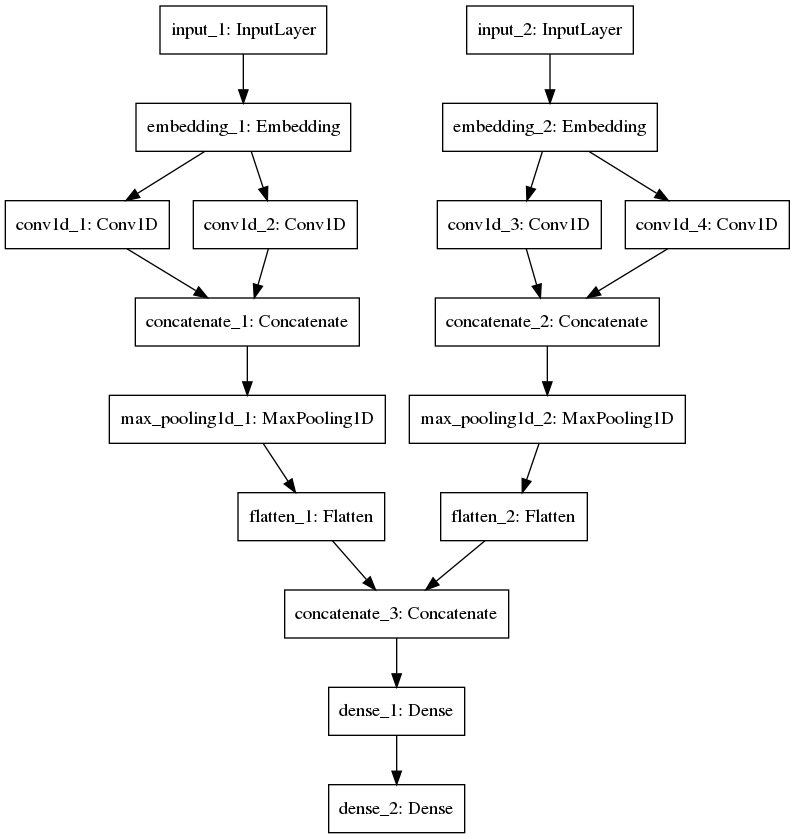 input_1: InputLayer
input_2: InputLayer
embedding_1: Embedding
embedding_2: Embedding
conv1d_1: Conv1D
conv1d_2: Conv1D
conv1d_3: Conv1D
conv1d_4: Conv1D
concatenate_1: Concatenate
concatenate_2: Concatenate
max_pooling1d_1: MaxPooling1D
max_pooling1d_2: MaxPooling1D
flatten_1: Flatten
flatten_2: Flatten
concatenate_3: Concatenate
dense_1: Dense
dense_2: Dense